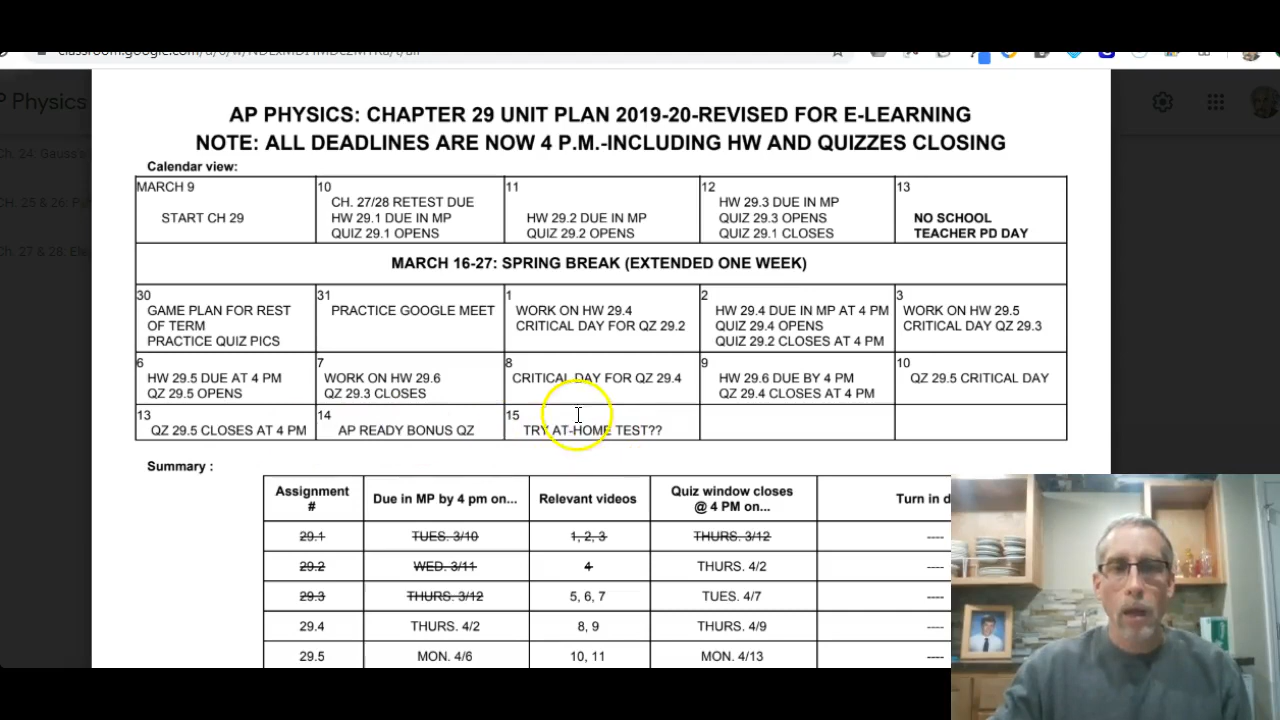 P Physics
Ch. 24: Gauss
CH. 25 & 26:
Ch. 27 & 28: Ele
AP PHYSICS: CHAPTER 29 UNIT PLAN 2019-20-REVISED FOR E-LEARNING
NOTE: ALL DEADLINES ARE NOW 4 P.M.-INCLUDING HW AND QUIZZES CLOSING
Calendar view:
MARCH 9
START CH 29
10
CH. 27/28 RETEST DUE
HW 29.1 DUE IN MP
QUIZ 29.1 OPENS
11
HW 29.2 DUE IN MP
QUIZ 29.2 OPENS
12
HW 29.3 DUE IN MP
QUIZ 29.3 OPENS
QUIZ 29.1 CLOSES
13
NO SCHOOL
TEACHER PD DAY
MARCH 16-27: SPRING BREAK (EXTENDED ONE WEEK)
30
GAME PLAN FOR REST
OF TERM
PRACTICE QUIZ PICS
31
PRACTICE GOOGLE MEET
1
WORK ON HW 29.4
CRITICAL DAY FOR QZ 29.2
2
HW 29.4 DUE IN MP AT 4 PM
QUIZ 29.4 OPENS
QUIZ 29.2 CLOSES AT 4 PM
3
WORK ON HW 29.5
CRITICAL DAY QZ 29.3
6
HW 29.5 DUE AT 4 PM
QZ 29.5 OPENS
7
WORK ON HW 29.6
QZ 29.3 CLOSES
8
CRITICAL DAY FOR QZ 29.4
9
HW 29.6 DUE BY 4 PM
QZ 29.4 CLOSES AT 4 PM
10
QZ 29.5 CRITICAL DAY
13
QZ 29.5 CLOSES AT 4 PM
14
AP READY BONUS QZ
15
TRY AT-HOME TEST??
Summary :
Assignment
#
Due in MP by 4 pm on...
Relevant videos
Quiz window closes
@ 4 PM on...
Turn in d
29.1 TUES. 3/10 1, 2, 3 THURS. 3/12 ----
29.2 WED. 3/11 4 THURS. 4/2 ----
29.3 THURS. 3/12 5, 6, 7 TUES. 4/7 ----
29.4 THURS. 4/2 8, 9 THURS. 4/9 ----
29.5 MON. 4/6 10, 11 MON. 4/13 ----